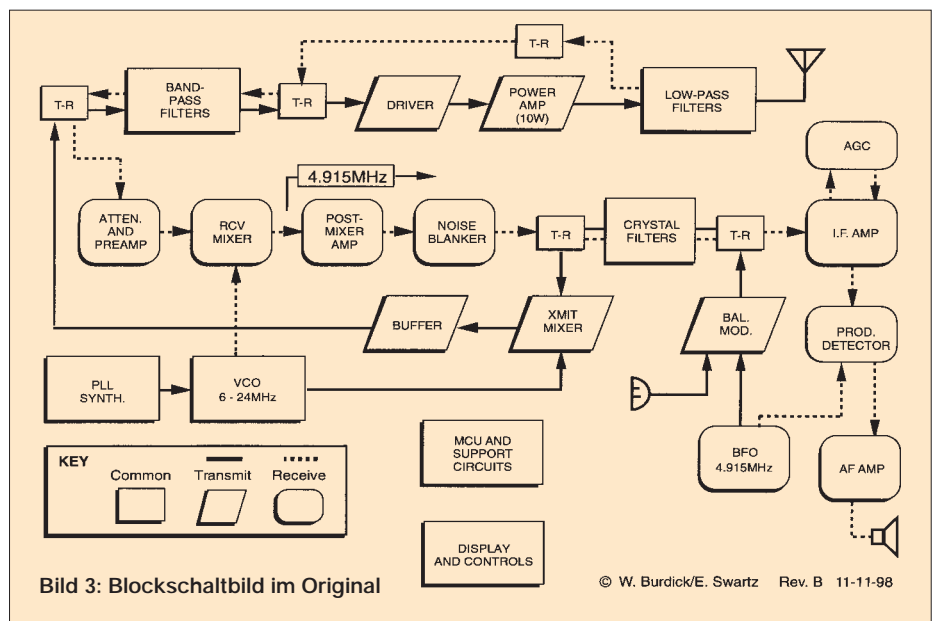 T-R
T-R
BAND-
PASS
FILTERS
T-R
DRIVER
POWER
AMP
(10W)
LOW-PASS
FILTERS
4.915MHz
AGC
ATTEN.
AND
PREAMP
RCV
MIXER
POST-
MIXER
AMP
NOISE
BLANKER
T-R
CRYSTAL
FILTERS
T-R
I.F. AMP
BUFFER
XMIT
MIXER
BAL.
MOD.
PROD.
DETECTOR
PLL
SYNTH.
VCO
6 - 24MHz
MCU AND
SUPPORT
CIRCUITS
BFO
4.915MHz
AF AMP
KEY
Common Transmit Receive
DISPLAY
AND CONTROLS
Bild 3: Blockschaltbild im Original
© W. Burdick/E. Swartz Rev. B 11-11-98